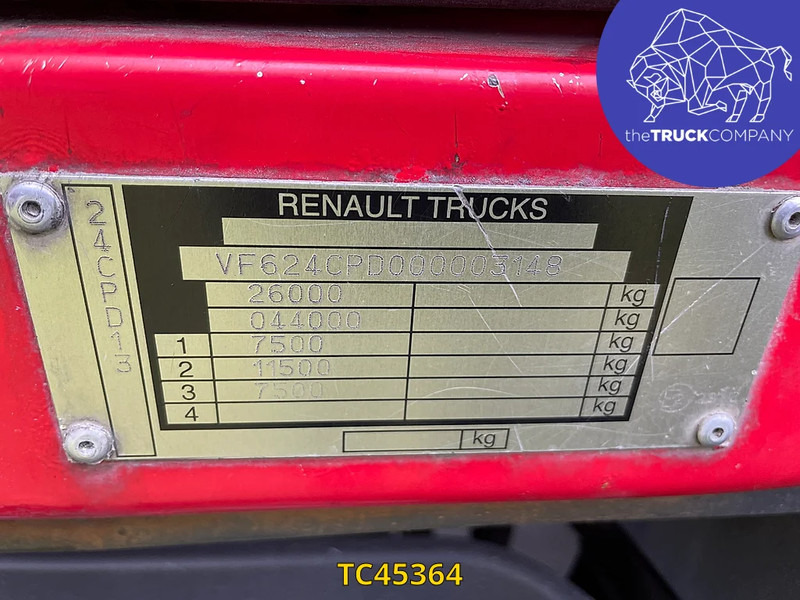 theTRUCKCOMPANY
24CPD13
RENAULT TRUCKS
VF624CPD000003148
26000 kg
044000 kg
1 7500 kg
2 11500 kg
3 7500 kg
4 kg
kg
TC45364